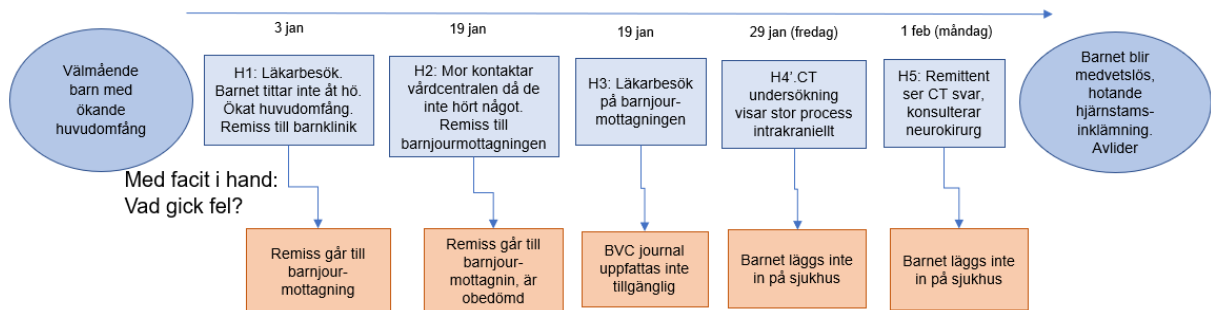 3 jan
19 jan
19 jan
29 jan (fredag)
1 feb (måndag)
Välmående
barn med
ökande
huvudomfång
H1: Läkarbesök.
Barnet tittar inte åt hö.
Ökat huvudomfång.
Remiss till barnklinik
H2: Mor kontaktar
vårdcentralen då de
inte hört något.
Remiss till
barnjourmottagningen
H3: Läkarbesök
på barnjour-
mottagningen
H4'.CT
undersökning
visar stor process
intrakraniellt
H5: Remittent
ser CT svar,
konsulterar
neurokirurg
Barnet blir
medvetslös,
hotande
hjärnstams-
inklämning.
Avlider
Med facit i hand:
Vad gick fel?
Remiss går till
barnjour-
mottagning
Remiss går till
barnjour-
mottagnin, är
obedömd
BVC journal
uppfattas inte
tillgänglig
Barnet läggs inte
in på sjukhus
Barnet läggs inte
in på sjukhus